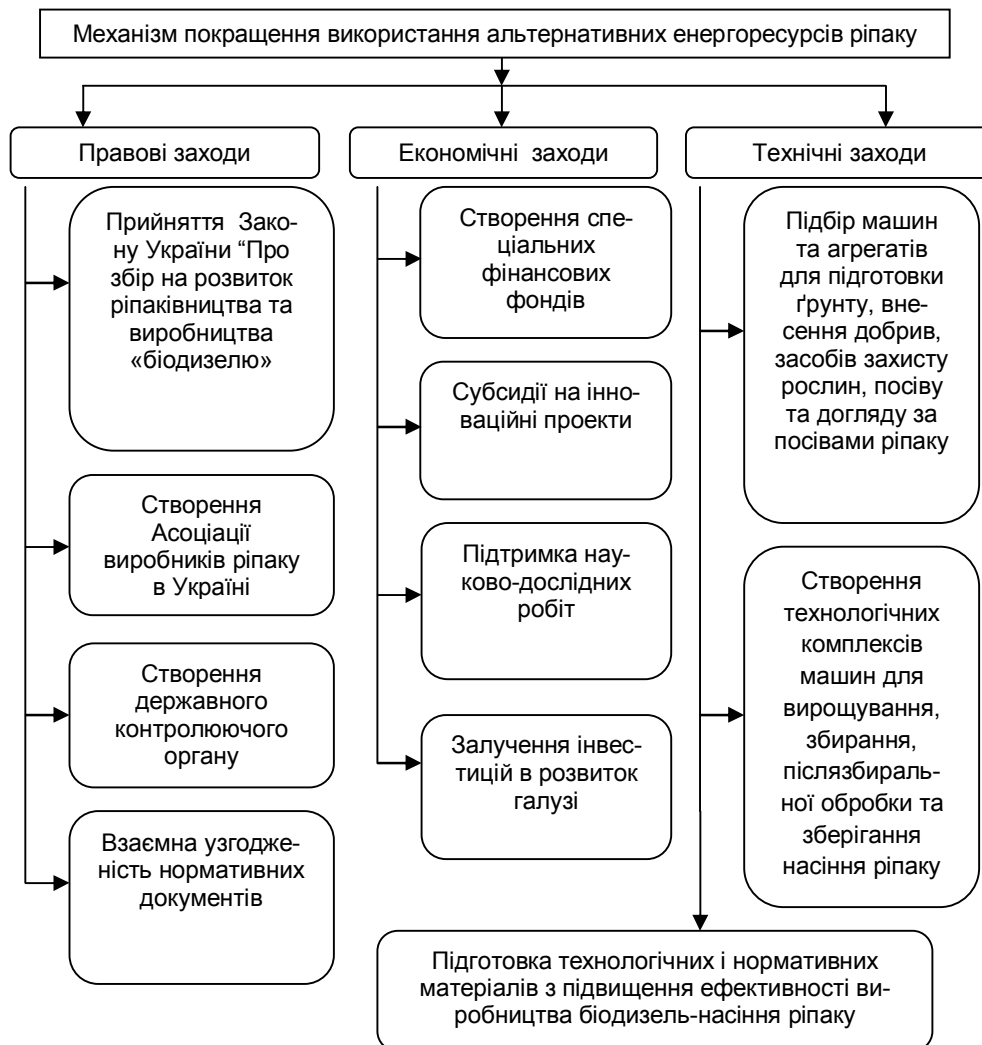 Механізм покращення використання альтернативних енергоресурсів ріпаку
Правові заходи
Прийняття Зако-
ну України “Про
збір на розвиток
ріпаківництва та
виробництва
«біодизелю»
Створення
Асоціації
виробників ріпаку
в Україні
Створення
державного
контролюючого
органу
Взаємна узгодже-
ність нормативних
документів
Економічні заходи
Створення спе-
ціальних
фінансових
фондів
Субсидії на інно-
ваційні проекти
Підтримка нау-
ково-дослідних
робіт
Залучення інвес-
тицій в розвиток
галузі
Технічні заходи
Підбір машин
та агрегатів
для підготовки
ґрунту, вне-
сення добрив,
засобів захисту
рослин, посіву
та догляду за
посівами ріпаку
Створення
технологічних
комплексів
машин для
вирощування,
збирання,
післязбираль-
ної обробки та
зберігання
насіння ріпаку
Підготовка технологічних і нормативних
матеріалів з підвищення ефективності ви-
робництва біодизель-насіння ріпаку